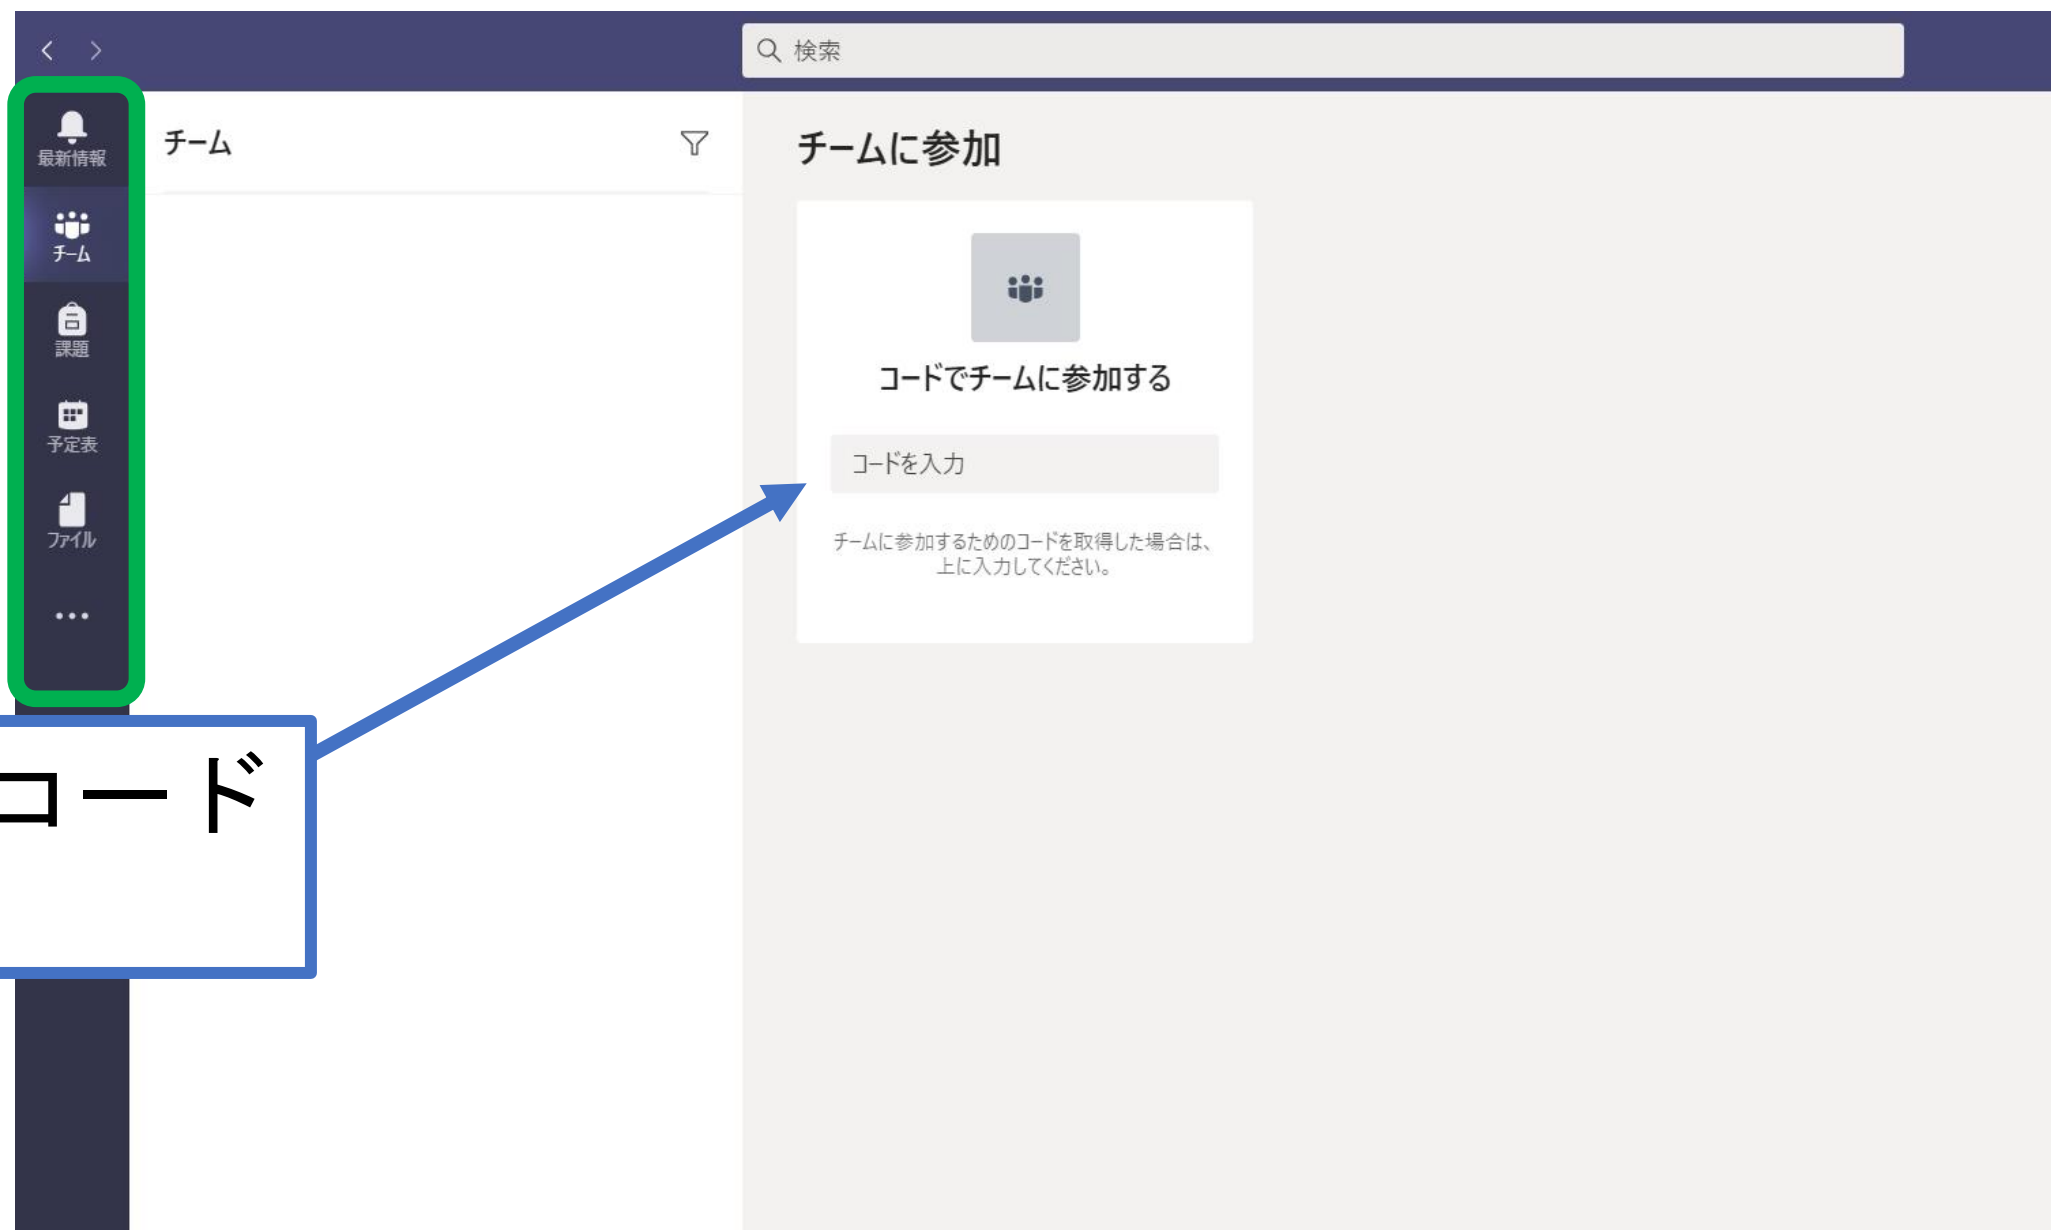 検索
最新情報
チーム
課題
予定表
ファイル
チーム
チームに参加
コードでチームに参加する
コードを入力
チームに参加するためのコードを取得した場合は、
上に入力してください。
コード